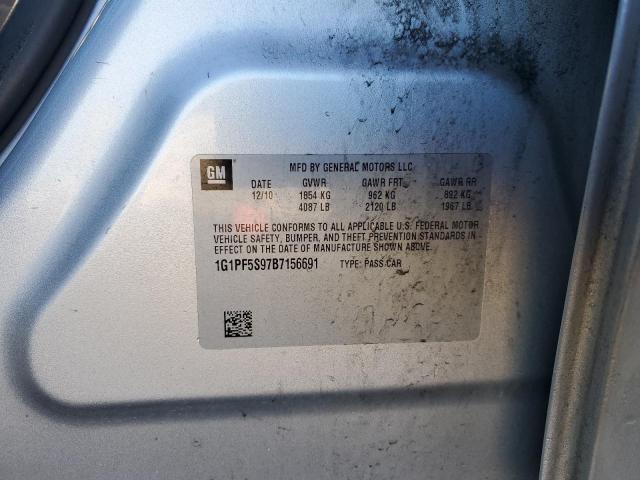 GM
MFD BY GENERAL MOTORS LLC
DATE GVWR GAWR FRT GAWR RR
12/10 1854 KG 962 KG 892 KG
4087 LB 2120 LB 1967 LB
THIS VEHICLE CONFORMS TO ALL APPLICABLE U.S. FEDERAL MOTOR
VEHICLE SAFETY, BUMPER, AND THEFT PREVENTION STANDARDS IN
EFFECT ON THE DATE OF MANUFACTURE SHOWN ABOVE.
1G1PF5S97B7156691 TYPE: PASS CAR